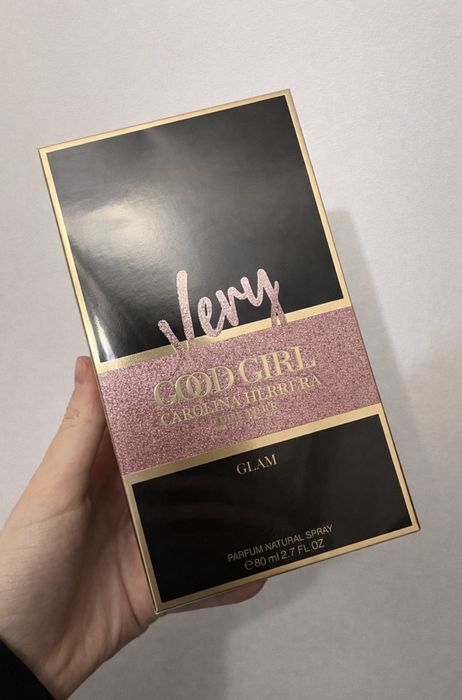 Very
GOOD GIRL
CAROLINA HERRERA
GLAM
PARFUM NATURAL SPRAY
℮80 ml 2.7 FL.OZ